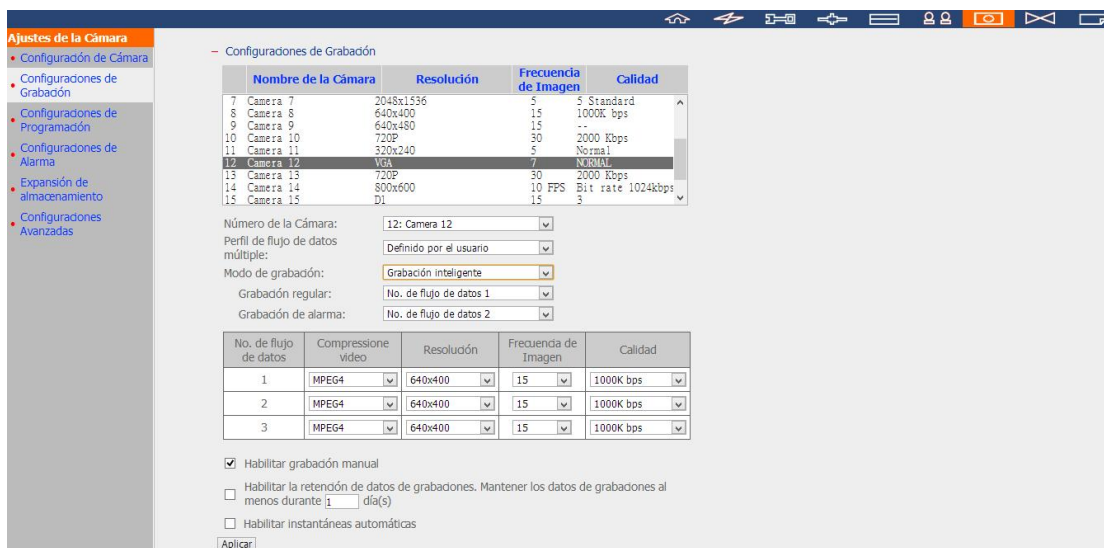 Ajustes de la Cámara
Configuración de Cámara
Configuraciones de
Grabación
Configuraciones de
Programación
Configuraciones de
Alarma
Expansión de
almacenamiento
Configuraciones
Avanzadas
− Configuraciones de Grabación
Nombre de la Cámara Resolución Frecuencia de Imagen Calidad
7 Camera 7 2048x1536 5 5 Standard
8 Camera 8 640x400 15 1000K bps
9 Camera 9 640x480 15 --
10 Camera 10 720P 30 2000 Kbps
11 Camera 11 320x240 5 Normal
12 Camera 12 VGA 7 NORMAL
13 Camera 13 720P 30 2000 Kbps
14 Camera 14 800x600 10 FPS Bit rate 1024kbps
15 Camera 15 D1 15 3
Número de la Cámara: 12: Camera 12
Perfil de flujo de datos
múltiple: Definido por el usuario
Modo de grabación: Grabación inteligente
Grabación regular: No. de flujo de datos 1
Grabación de alarma: No. de flujo de datos 2
No. de flujo de datos Compressione video Resolución Frecuencia de Imagen Calidad
1 MPEG4 640x400 15 1000K bps
2 MPEG4 640x400 15 1000K bps
3 MPEG4 640x400 15 1000K bps
Habilitar grabación manual
Habilitar la retención de datos de grabaciones. Mantener los datos de grabaciones al
menos durante 1 día(s)
Habilitar instantáneas automáticas
Aplicar